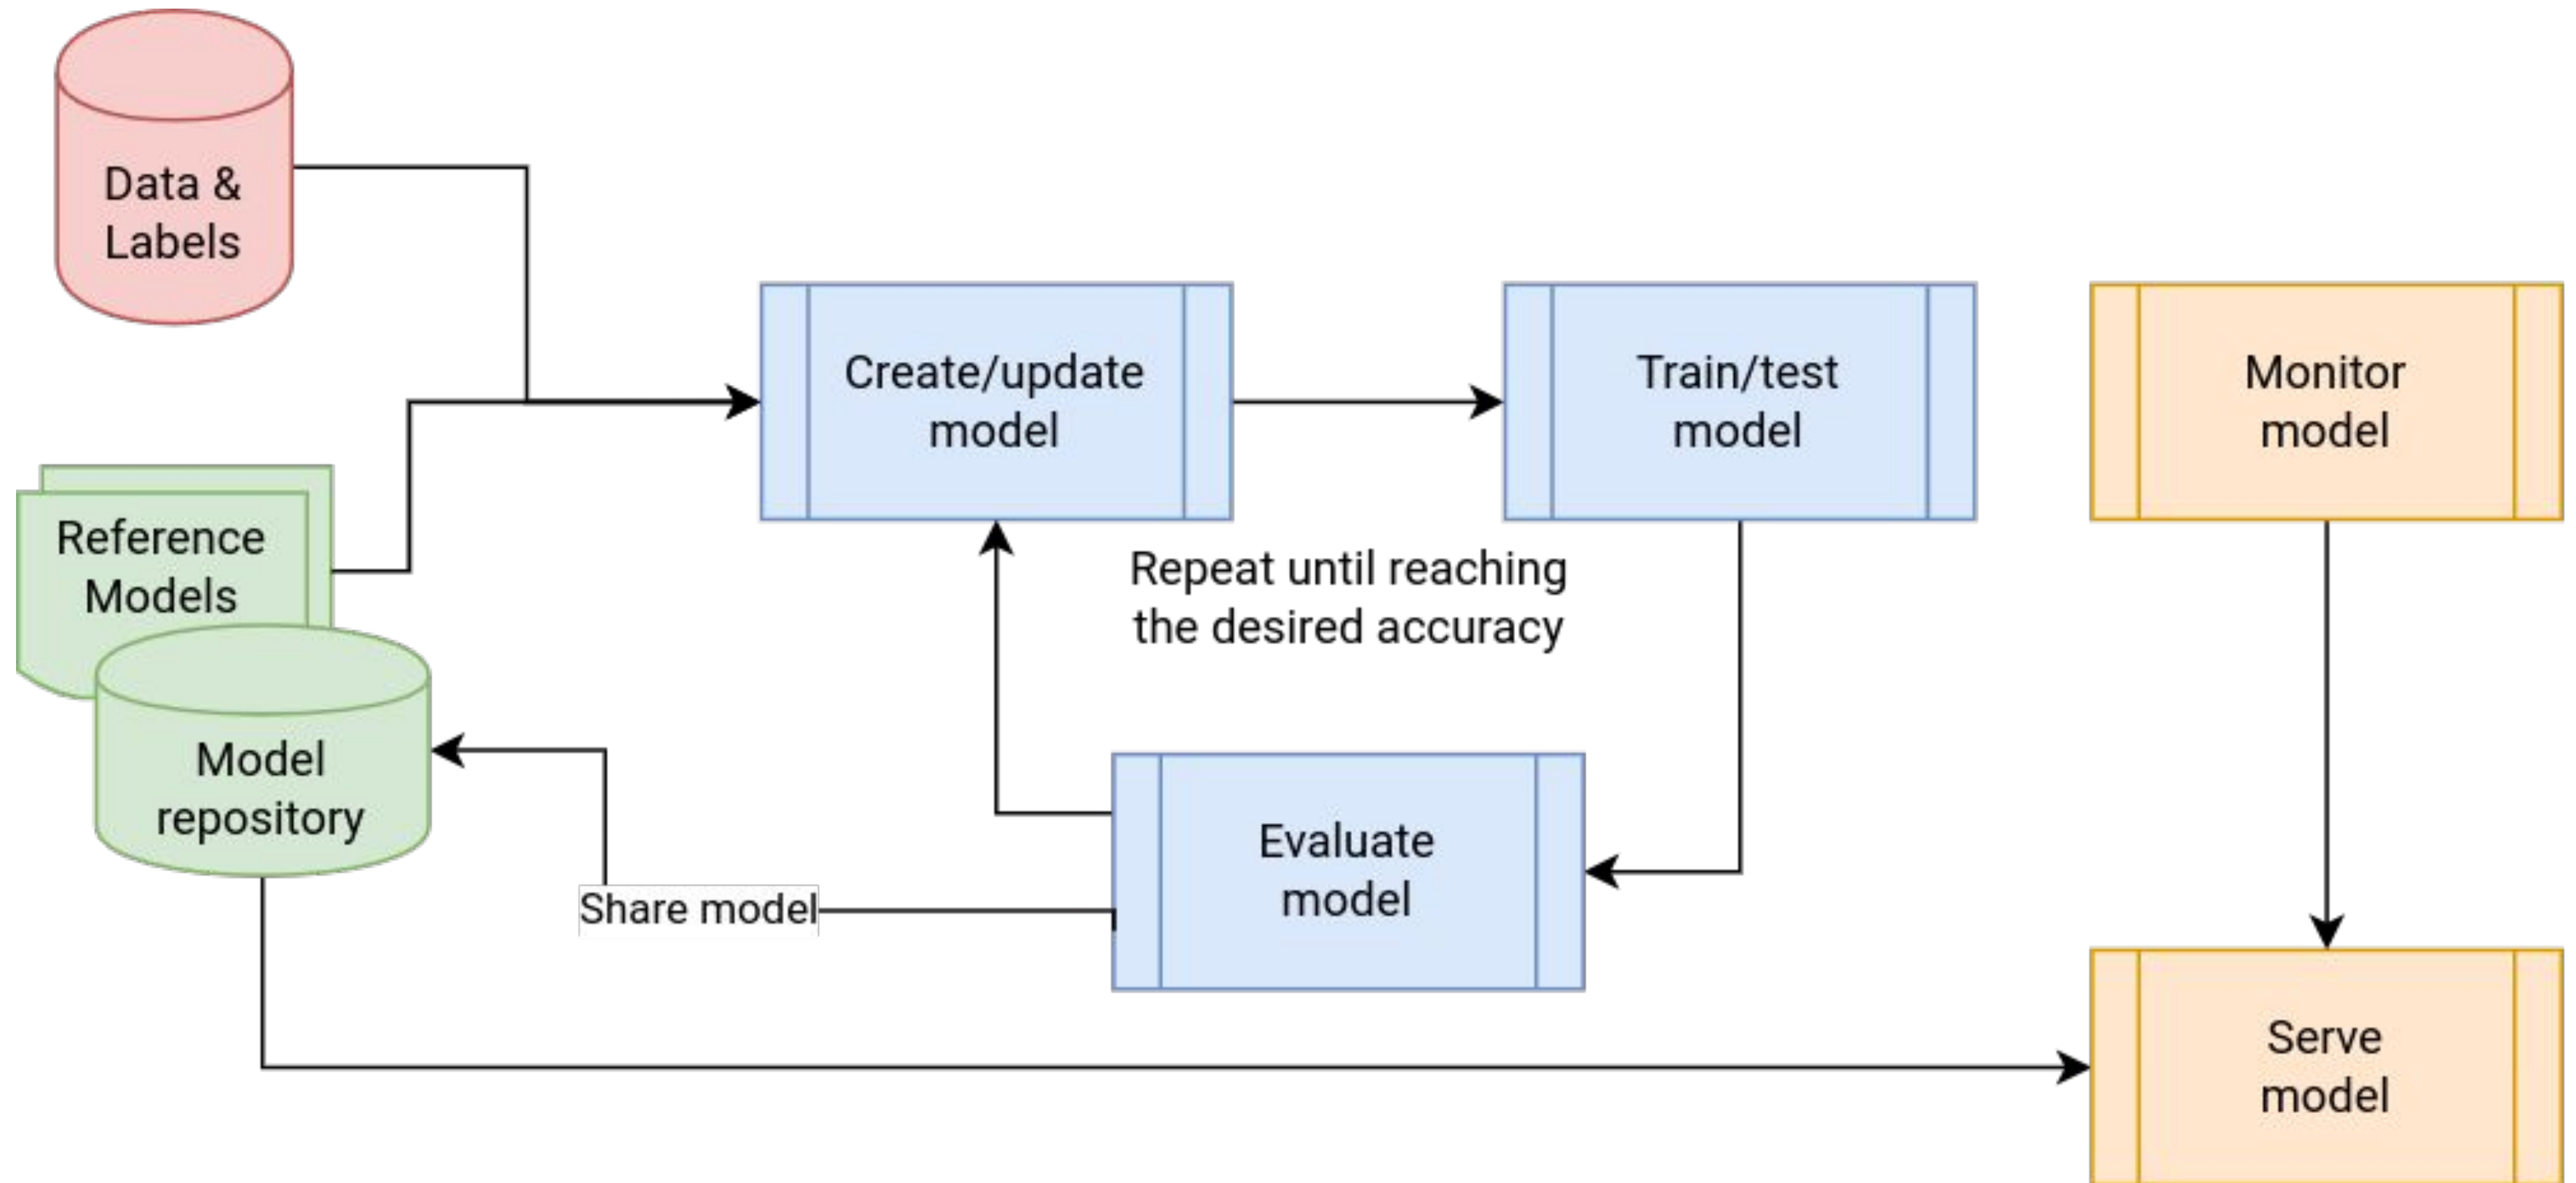 Data &
Labels
Create/update
model
Train/test
model
Monitor
model
Reference
Models
Repeat until reaching
the desired accuracy
Model
repository
Evaluate
model
Share model
Serve
model